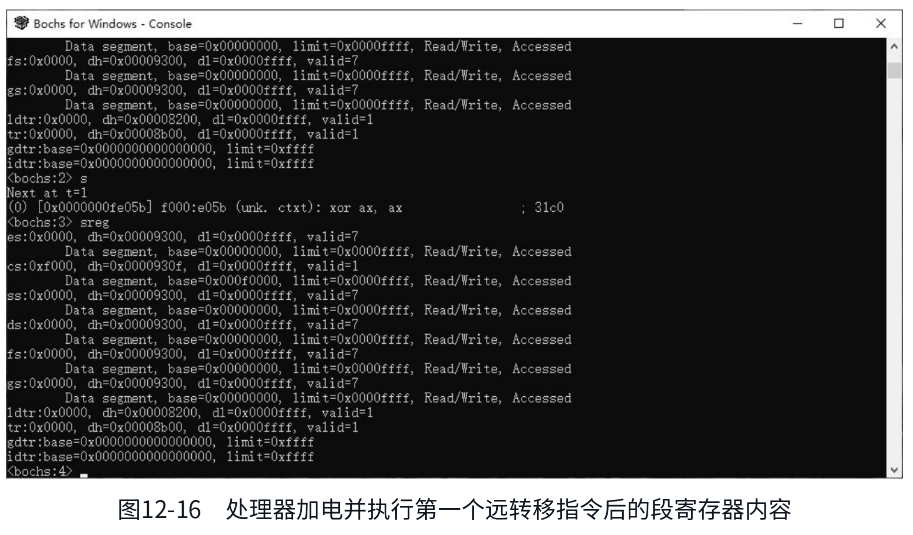 Bochs for Windows - Console
Data segment, base=0x00000000, limit=0x0000ffff, Read/Write, Accessed
fs:0x0000, dh=0x00009300, dl=0x0000ffff, valid=7
Data segment, base=0x00000000, limit=0x0000ffff, Read/Write, Accessed
gs:0x0000, dh=0x00009300, dl=0x0000ffff, valid=7
Data segment, base=0x00000000, limit=0x0000ffff, Read/Write, Accessed
ldtr:0x0000, dh=0x00008200, dl=0x0000ffff, valid=1
tr:0x0000, dh=0x00008b00, dl=0x0000ffff, valid=1
gdtr:base=0x0000000000000000, limit=0xffff
idtr:base=0x0000000000000000, limit=0xffff
<bochs:2> s
Next at t=1
(0) [0x0000000fe05b] f000:e05b (unk. ctxt): xor ax, ax ; 31c0
<bochs:3> sreg
es:0x0000, dh=0x00009300, dl=0x0000ffff, valid=7
Data segment, base=0x00000000, limit=0x0000ffff, Read/Write, Accessed
cs:0xf000, dh=0x0000930f, dl=0x0000ffff, valid=1
Data segment, base=0x000f0000, limit=0x0000ffff, Read/Write, Accessed
ss:0x0000, dh=0x00009300, dl=0x0000ffff, valid=7
Data segment, base=0x00000000, limit=0x0000ffff, Read/Write, Accessed
ds:0x0000, dh=0x00009300, dl=0x0000ffff, valid=7
Data segment, base=0x00000000, limit=0x0000ffff, Read/Write, Accessed
fs:0x0000, dh=0x00009300, dl=0x0000ffff, valid=7
Data segment, base=0x00000000, limit=0x0000ffff, Read/Write, Accessed
gs:0x0000, dh=0x00009300, dl=0x0000ffff, valid=7
Data segment, base=0x00000000, limit=0x0000ffff, Read/Write, Accessed
ldtr:0x0000, dh=0x00008200, dl=0x0000ffff, valid=1
tr:0x0000, dh=0x00008b00, dl=0x0000ffff, valid=1
gdtr:base=0x0000000000000000, limit=0xffff
idtr:base=0x0000000000000000, limit=0xffff
<bochs:4>
图12-16 处理器加电并执行第一个远转移指令后的段寄存器内容